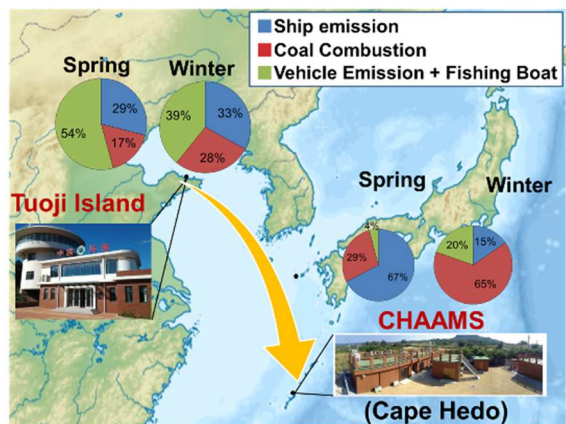 Ship emission
Coal Combustion
Vehicle Emission + Fishing Boat
Spring
Winter
29%
54%
17%
33%
39%
28%
Tuoji Island
Spring
Winter
4%
29%
67%
20%
15%
65%
CHAAMS
(Cape Hedo)